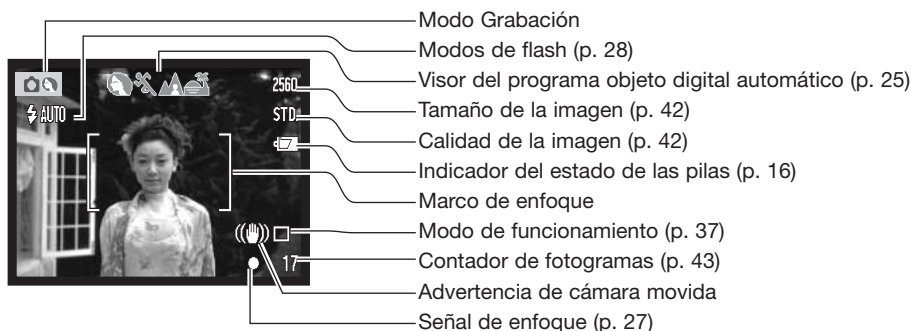 Modo Grabación
Modos de flash (p. 28)
Visor del programa objeto digital automático (p. 25)
Tamaño de la imagen (p. 42)
Calidad de la imagen (p. 42)
Indicador del estado de las pilas (p. 16)
Marco de enfoque
Modo de funcionamiento (p. 37)
Contador de fotogramas (p. 43)
Advertencia de cámara movida
Señal de enfoque (p. 27)
2560
AUTO
STD.
17